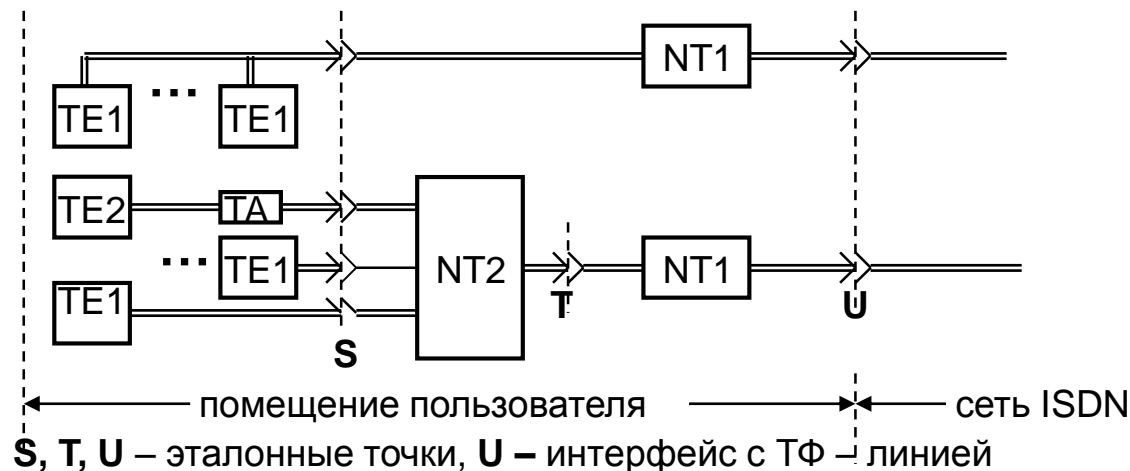 NT1
TE1 ... TE1
TE2 TA
... TE1 NT2 NT1
TE1
T U
S
помещение пользователя сеть ISDN
S, T, U – эталонные точки, U – интерфейс с ТФ – линией